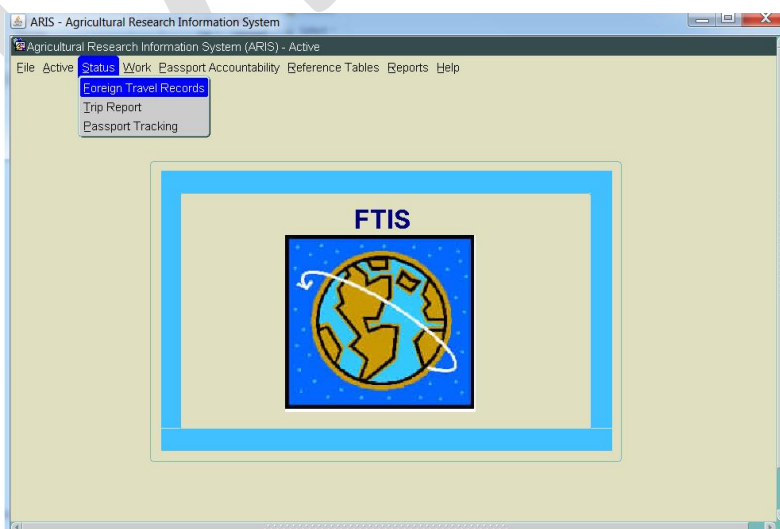 ARIS - Agricultural Research Information System
Agricultural Research Information System (ARIS) - Active
File Active Status Work Passport Accountability Reference Tables Reports Help
Foreign Travel Records
Trip Report
Passport Tracking
FTIS